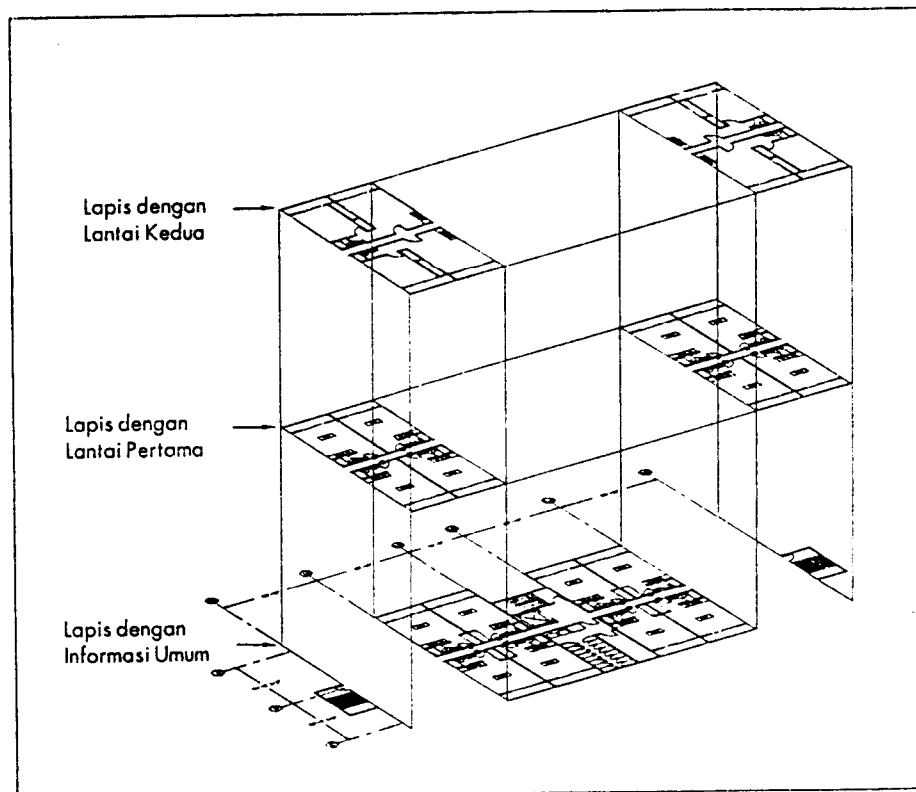 Lapis dengan
Lantai Kedua
Lapis dengan
Lantai Pertama
Lapis dengan
Informasi Umum